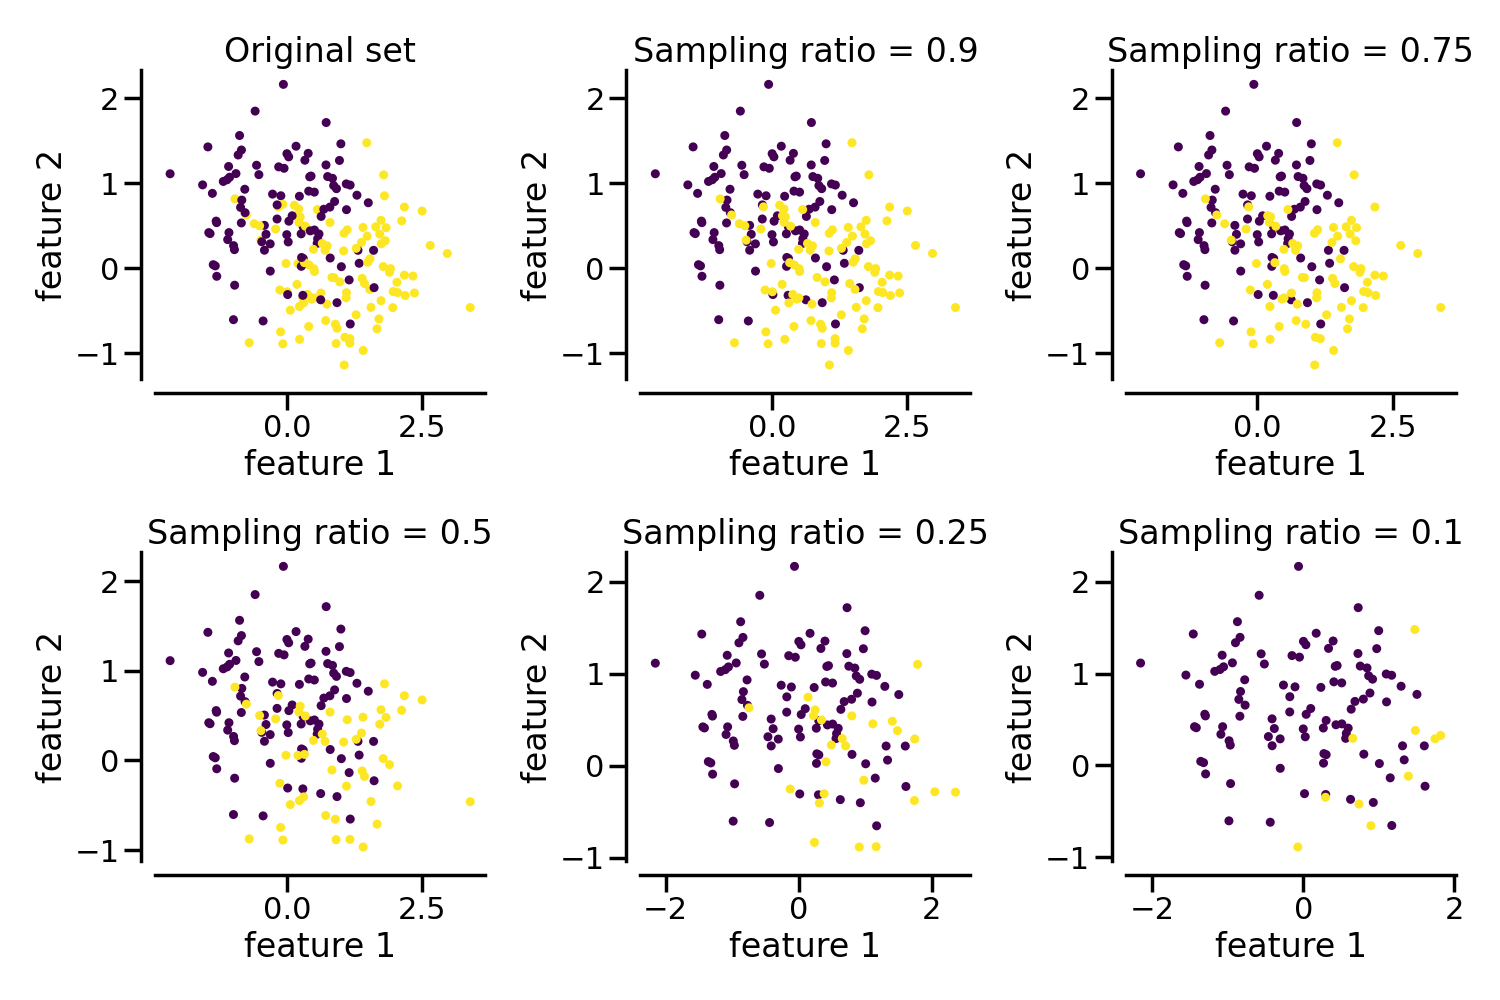 Original set
2
1
0
−1
feature 2
0.0 2.5
feature 1
Sampling ratio = 0.9
2
1
0
−1
feature 2
0.0 2.5
feature 1
Sampling ratio = 0.75
2
1
0
−1
feature 2
0.0 2.5
feature 1
Sampling ratio = 0.5
2
1
0
−1
feature 2
0.0 2.5
feature 1
Sampling ratio = 0.25
2
1
0
−1
feature 2
−2 0 2
feature 1
Sampling ratio = 0.1
2
1
0
−1
feature 2
−2 0 2
feature 1